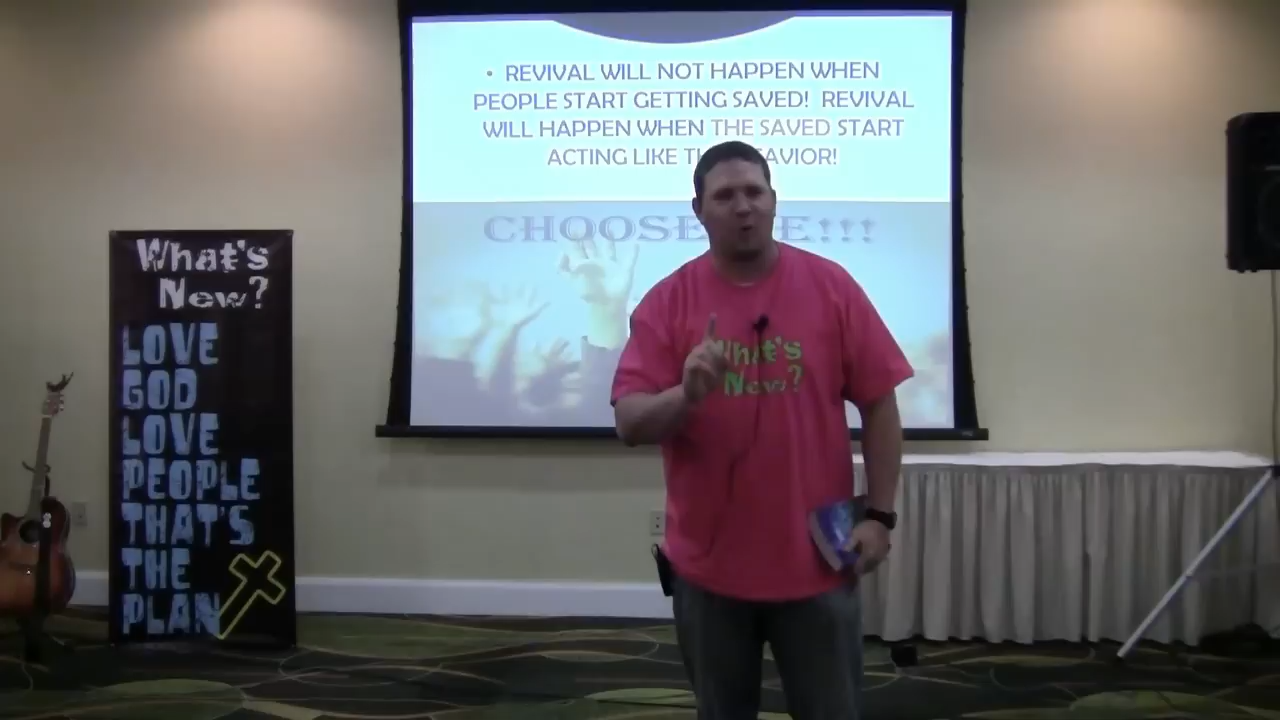 • REVIVAL WILL NOT HAPPEN WHEN
PEOPLE START GETTING SAVED! REVIVAL
WILL HAPPEN WHEN THE SAVED START
ACTING LIKE AVIOR!
CHOOSE E!!!
What's
New?
LOVE
GOD
LOVE
PEOPLE
THAT'S
THE
PLAN
What's
New?